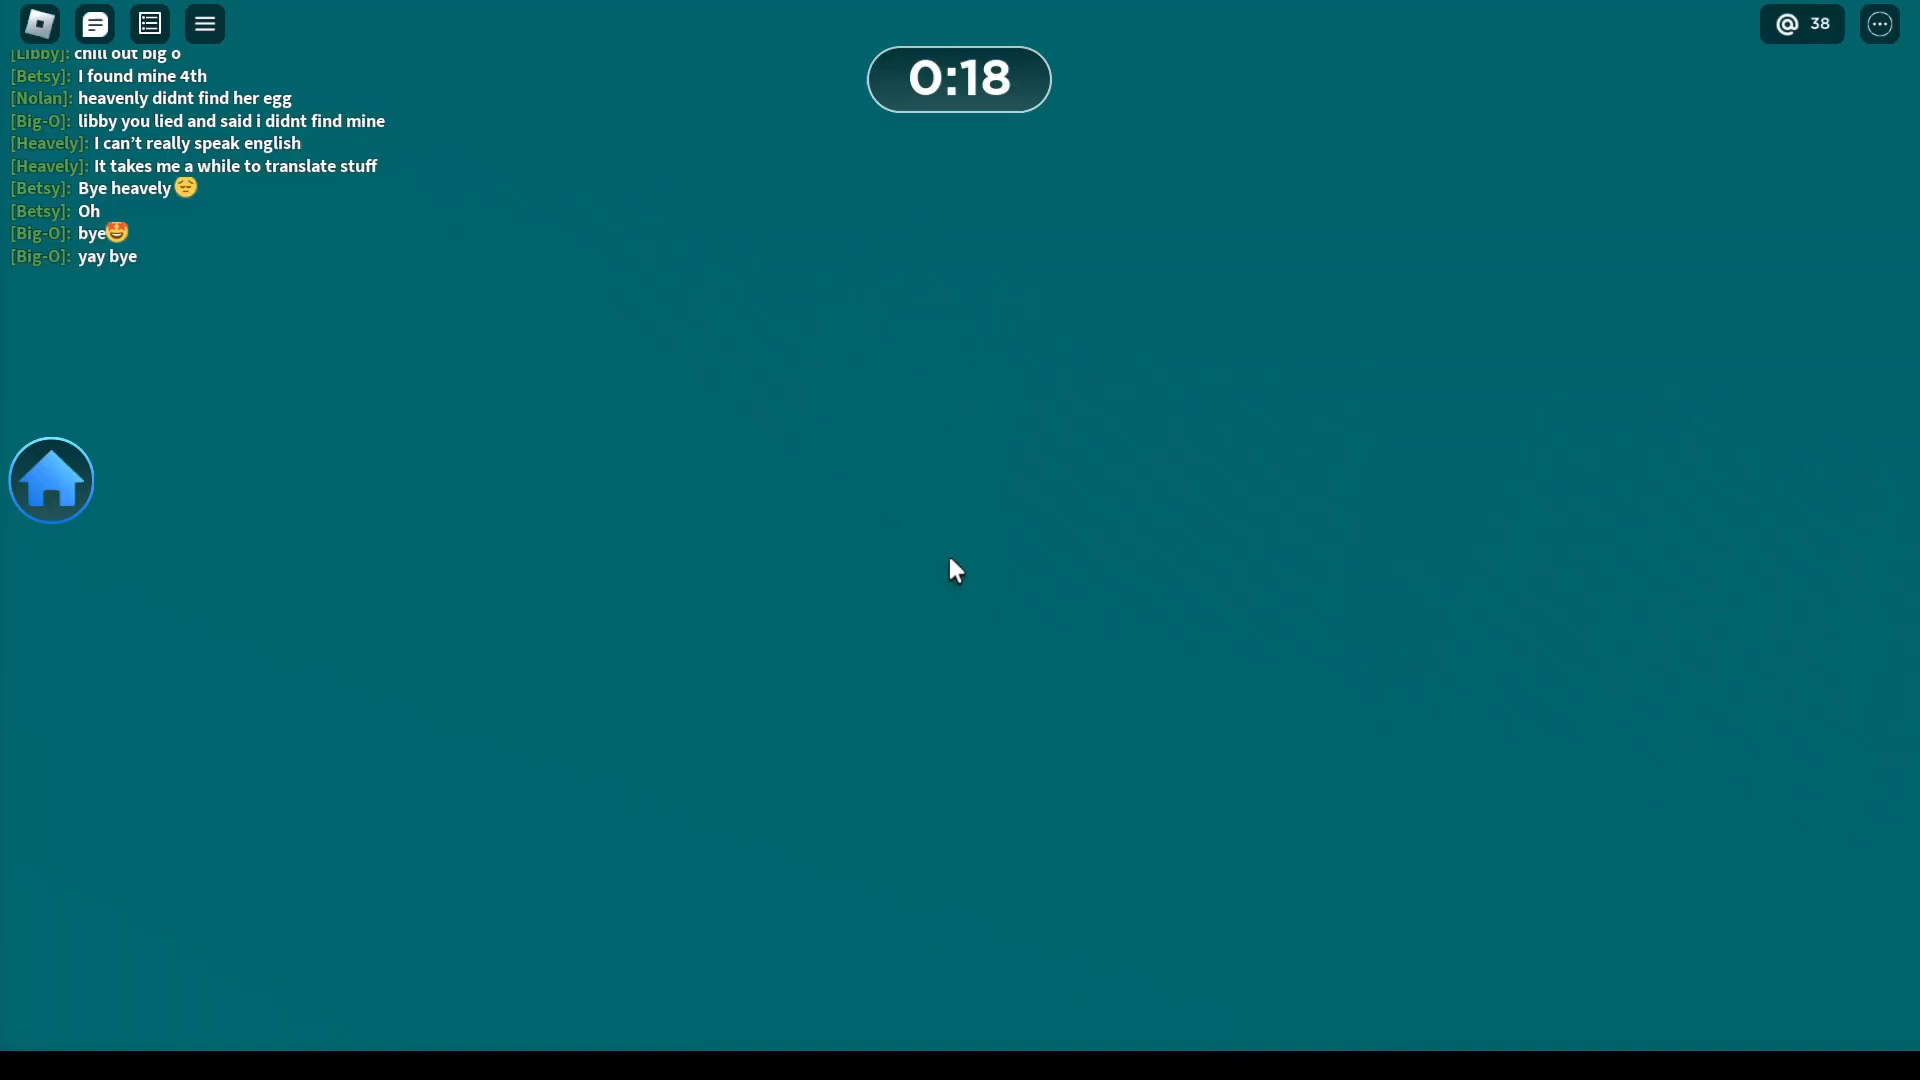 38
[Libby]: chill out big o
0:18
[Betsy]: I found mine 4th
[Nolan]: heavenly didnt find her egg
[Big-O]: libby you lied and said i didnt find mine
[Heavely]: I can’t really speak english
[Heavely]: It takes me a while to translate stuff
[Betsy]: Bye heavely😔
[Betsy]: Oh
[Big-O]: bye🤩
[Big-O]: yay bye